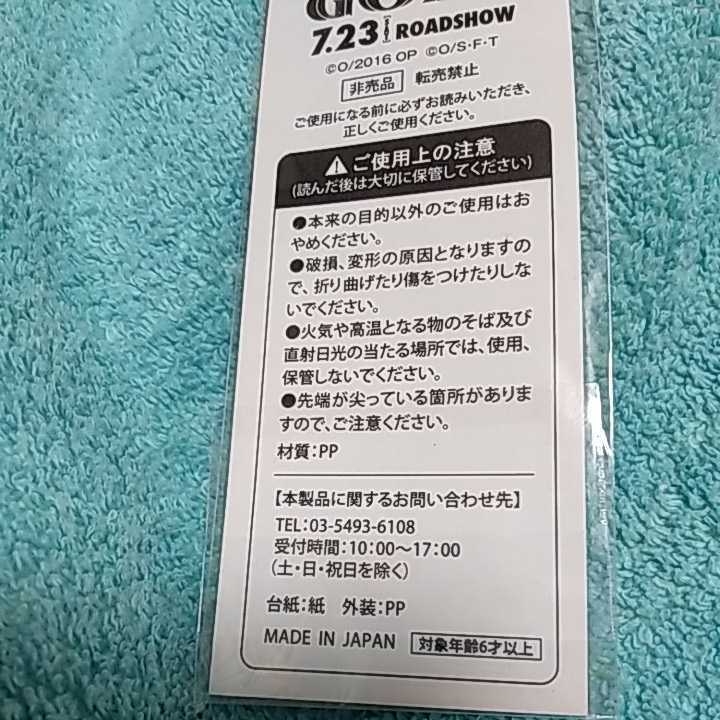 7.23 [SAT] ROADSHOW
©O/2016 OP ©O/S·F·T
非売品 転売禁止
ご使用になる前に必ずお読みいただき、
正しくご使用ください。
ご使用上の注意
(読んだ後は大切に保管してください)
●本来の目的以外のご使用はお
やめください。
●破損、変形の原因となりますの
で、折り曲げたり傷をつけたりしな
いでください。
●火気や高温となる物のそば及び
直射日光の当たる場所では、使用、
保管しないでください。
●先端が尖っている箇所がありま
すので、ご注意ください。
材質:PP
【本製品に関するお問い合わせ先】
TEL:03-5493-6108
受付時間:10:00〜17:00
(土・日・祝日を除く)
台紙:紙 外装:PP
MADE IN JAPAN 対象年齢6才以上